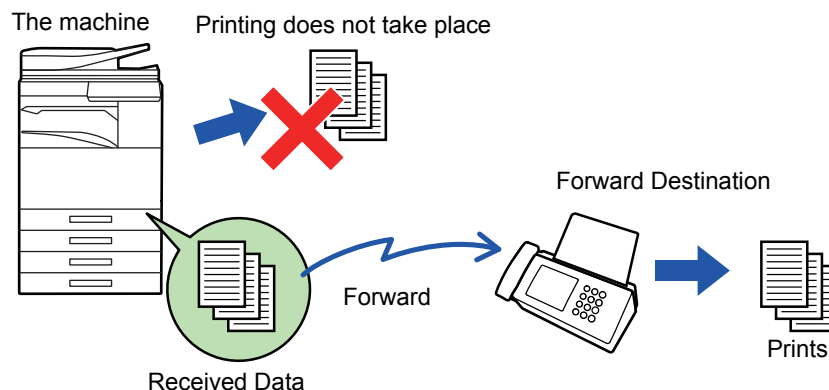 The machine
Printing does not take place
Forward Destination
Forward
Prints
Received Data